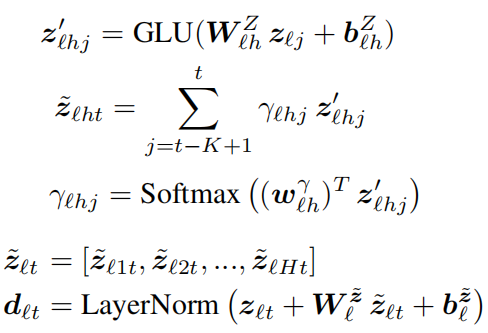 z′_{ℓhj} = GLU(W^Z_{ℓh} z_{ℓj} + b^Z_{ℓh})
z̃_{ℓht} = ∑_{j=t−K+1}^{t} γ_{ℓhj} z′_{ℓhj}
γ_{ℓhj} = Softmax ((w^γ_{ℓh})^T z′_{ℓhj})
z̃_{ℓt} = [z̃_{ℓ1t}, z̃_{ℓ2t}, ..., z̃_{ℓHt}]
d_{ℓt} = LayerNorm (z_{ℓt} + W^{z̃}_ℓ z̃_{ℓt} + b^{z̃}_ℓ)